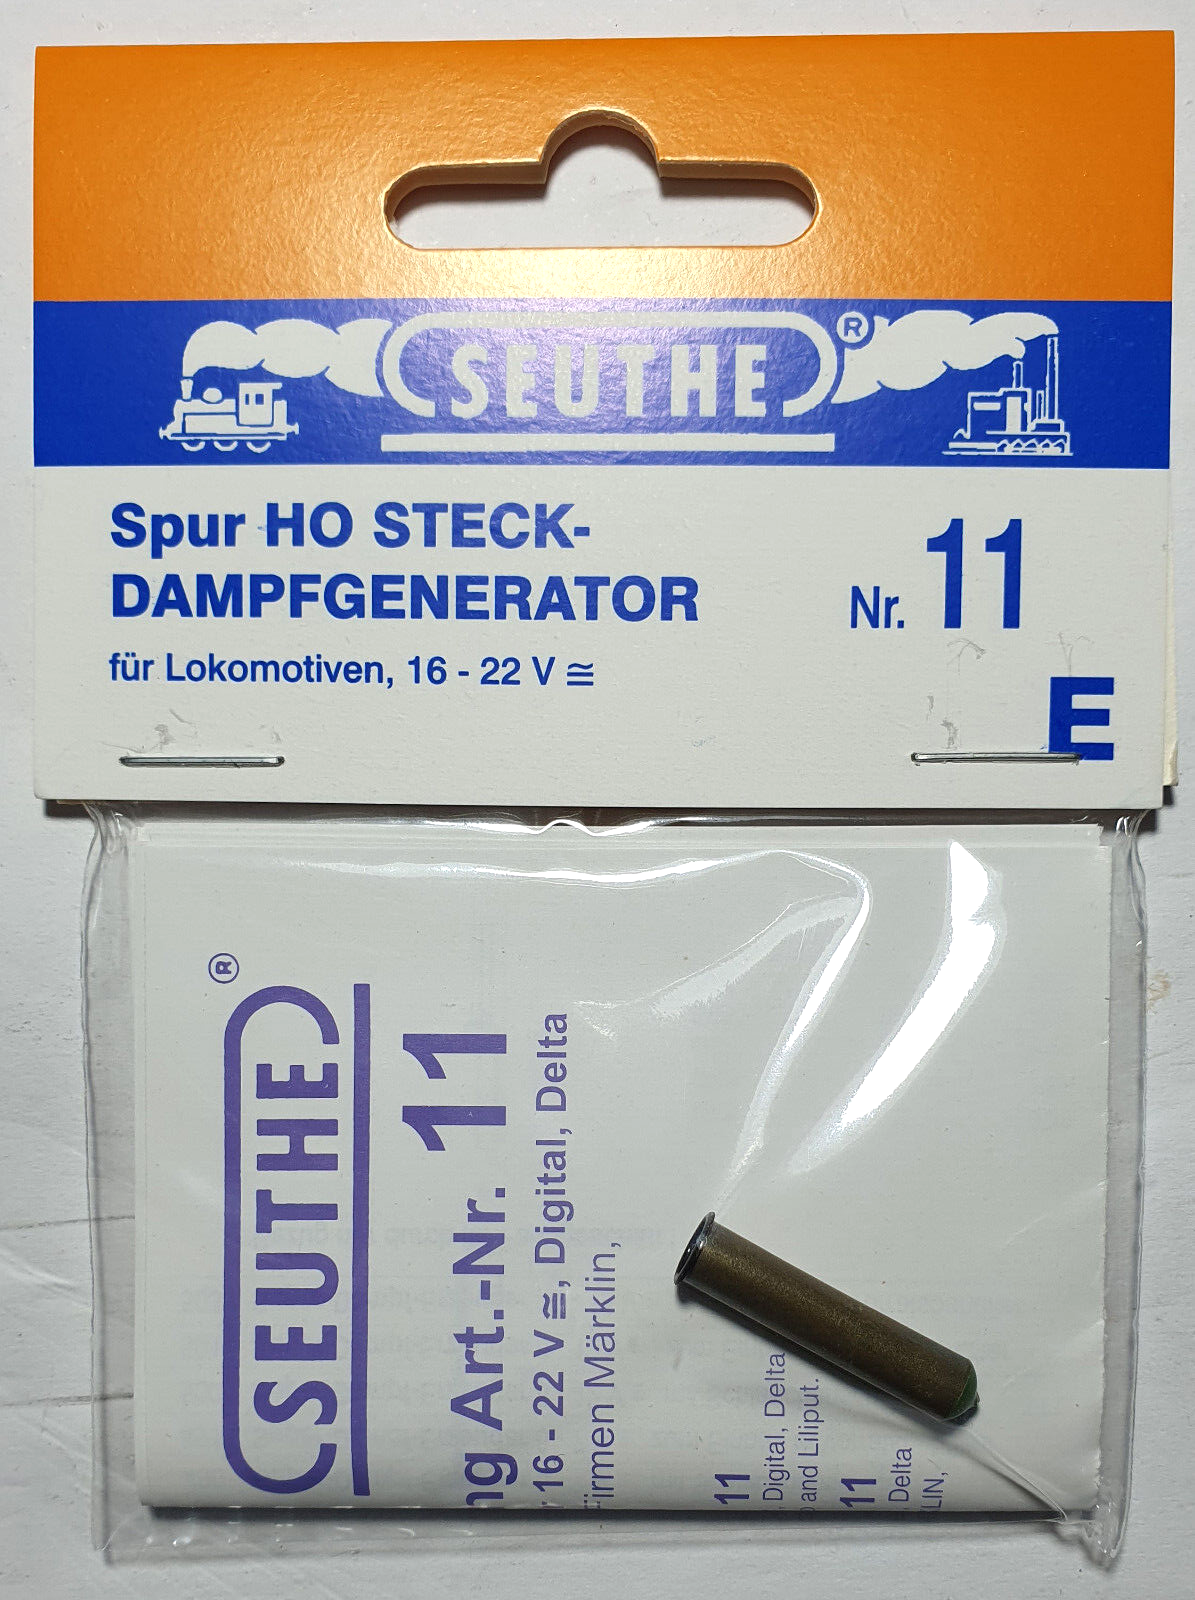 SEUTHE®
Spur HO STECK-
DAMPFGENERATOR
für Lokomotiven, 16 - 22 V ≅
Nr. 11
E
SEUTHE®
ng Art.-Nr. 11
16 - 22 V ≅, Digital, Delta
Firmen Märklin,
11
, Digital, Delta
and Liliput.
11
Delta
LIN,